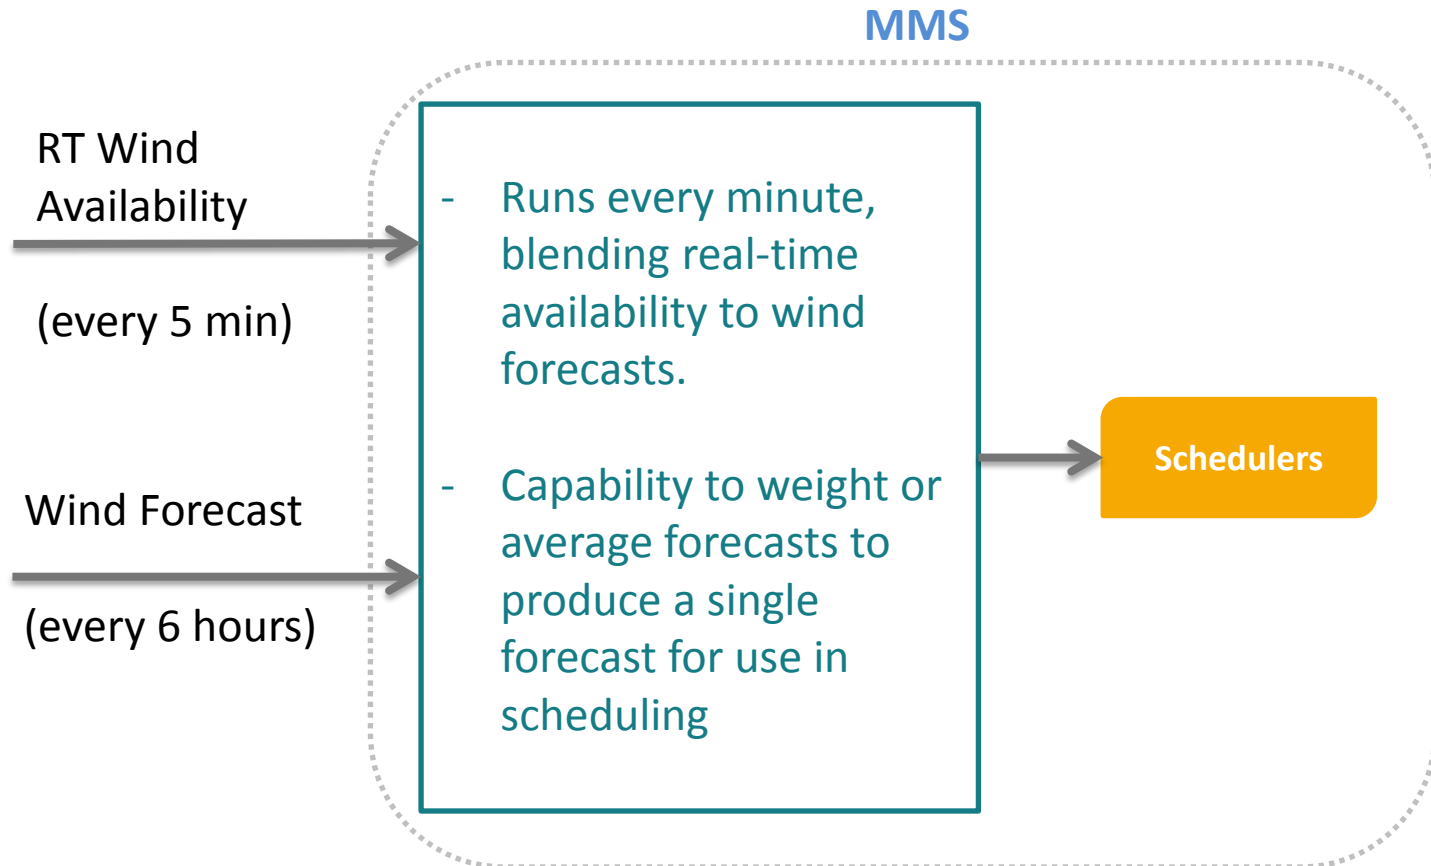 MMS
RT Wind
Availability
(every 5 min)
Wind Forecast
(every 6 hours)
- Runs every minute,
blending real-time
availability to wind
forecasts.
- Capability to weight or
average forecasts to
produce a single
forecast for use in
scheduling
Schedulers